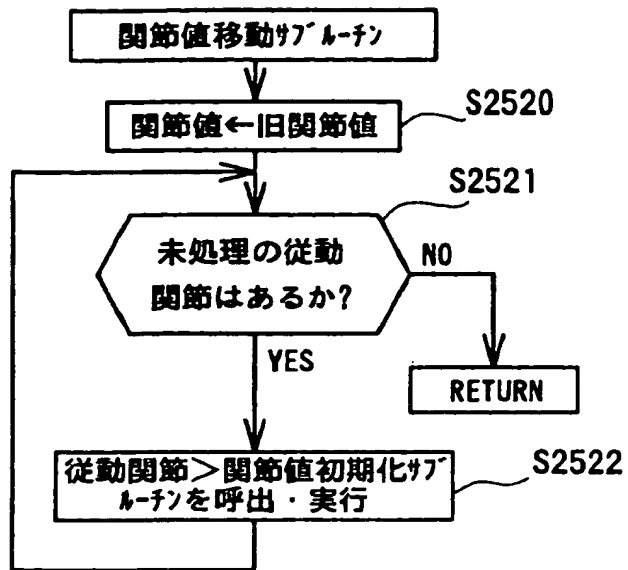 関節値移動ｻﾌﾞﾙｰﾁﾝ
関節値←旧関節値
S2520
S2521
未処理の従動
関節はあるか?
NO
YES
RETURN
従動関節>関節値初期化ｻﾌﾞ
ﾙｰﾁﾝを呼出・実行
S2522